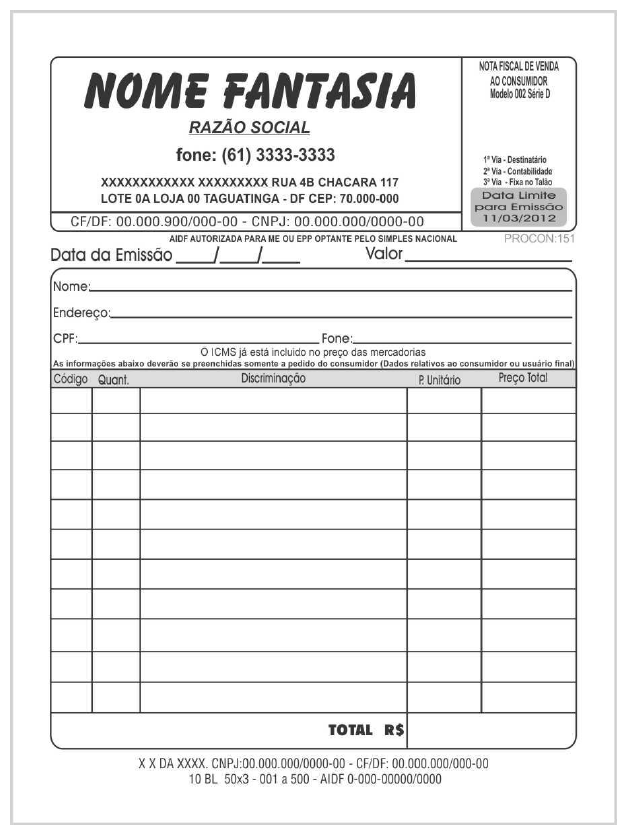 NOME FANTASIA
RAZÃO SOCIAL
fone: (61) 3333-3333
XXXXXXXXXXXX XXXXXXXXX RUA 4B CHACARA 117
LOTE 0A LOJA 00 TAGUATINGA - DF CEP: 70.000-000
CF/DF: 00.000.900/000-00 - CNPJ: 00.000.000/0000-00
NOTA FISCAL DE VENDA
AO CONSUMIDOR
Modelo 002 Série D
1ª Via - Destinatário
2ª Via - Contabilidade
3ª Via - Fixa no Talão
Data Limite
para Emissão
11/03/2012
AIDF AUTORIZADA PARA ME OU EPP OPTANTE PELO SIMPLES NACIONAL
PROCON:151
Data da Emissão ____/____/____ Valor____________________
Nome:____________________
Endereço:____________________
CPF:____________________ Fone:____________________
O ICMS já está incluido no preço das mercadorias
As informações abaixo deverão se preenchidas somente a pedido do consumidor (Dados relativos ao consumidor ou usuário final)
Código Quant. Discriminação P. Unitário Preço Total
TOTAL R$
X X DA XXXX. CNPJ:00.000.000/0000-00 - CF/DF: 00.000.000/000-00
10 BL 50x3 - 001 a 500 - AIDF 0-000-00000/0000